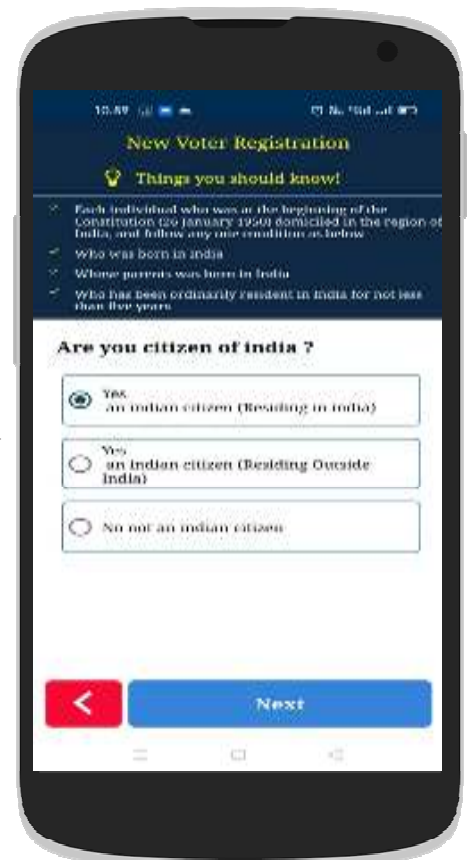 10.59
New Voter Registration
Things you should know!
Each individual who was at the beginning of the
Constitution (26 January 1950) domiciled in the region of
India, and follow any one condition as below
Who was born in india
Whose parents was born in India
Who has been ordinarily resident in India for not less
than five years
Are you citizen of india ?
Yes
an indian citizen (Residing in india)
Yes
an Indian citizen (Residing Outside
India)
No not an indian citizen
Next